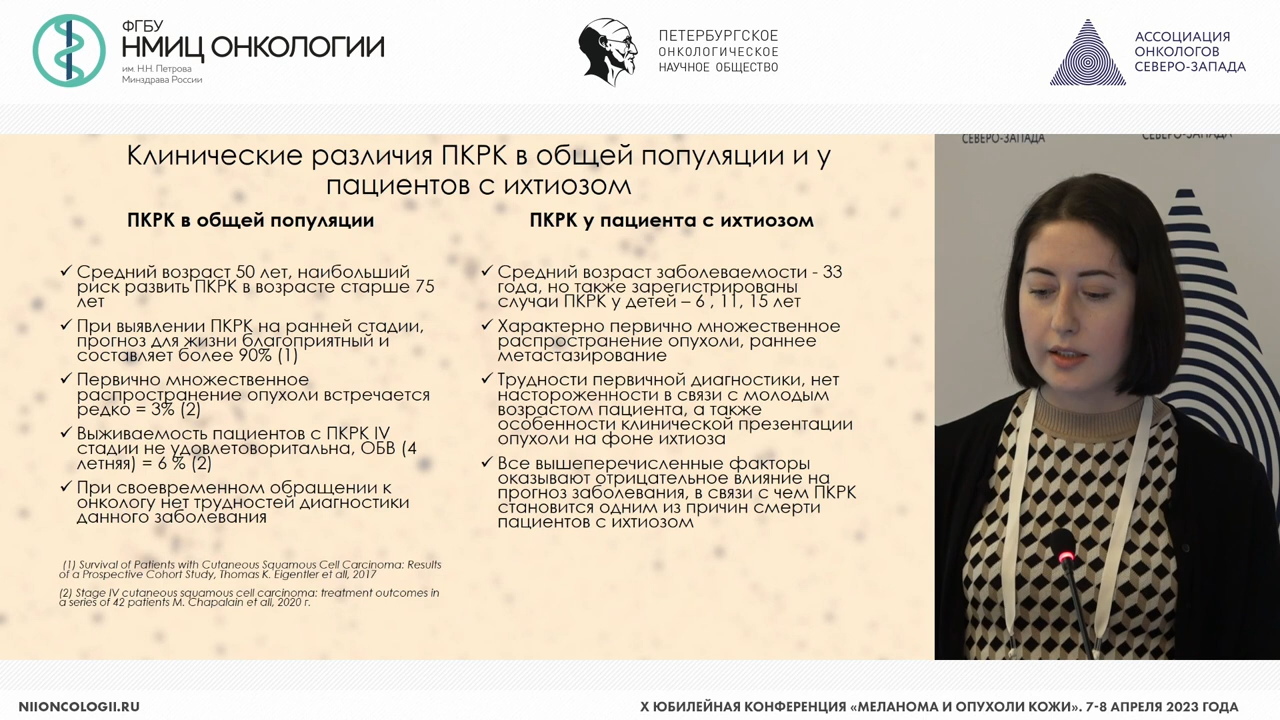 ФГБУ
НМИЦ ОНКОЛОГИИ
им. Н.Н. Петрова
Минздрава России
ПЕТЕРБУРГСКОЕ
ОНКОЛОГИЧЕСКОЕ
НАУЧНОЕ ОБЩЕСТВО
АССОЦИАЦИЯ
ОНКОЛОГОВ
СЕВЕРО-ЗАПАДА
Клинические различия ПКРК в общей популяции и у
пациентов с ихтиозом
ПКРК в общей популяции
✓ Средний возраст 50 лет, наибольший
риск развить ПКРК в возрасте старше 75
лет
✓ При выявлении ПКРК на ранней стадии,
прогноз для жизни благоприятный и
составляет более 90% (1)
✓ Первично множественное
распространение опухоли встречается
редко = 3% (2)
✓ Выживаемость пациентов с ПКРК IV
стадии не удовлетоворитальна, ОБВ (4
летняя) = 6 % (2)
✓ При своевременном обращении к
онкологу нет трудностей диагностики
данного заболевания
(1) Survival of Patients with Cutaneous Squamous Cell Carcinoma: Results
of a Prospective Cohort Study, Thomas K. Eigentler et all, 2017
(2) Stage IV cutaneous squamous cell carcinoma: treatment outcomes in
a series of 42 patients M. Chapalain et all, 2020 г.
ПКРК у пациента с ихтиозом
✓ Средний возраст заболеваемости - 33
года, но также зарегистрированы
случаи ПКРК у детей – 6 , 11, 15 лет
✓ Характерно первично множественное
распространение опухоли, раннее
метастазирование
✓ Трудности первичной диагностики, нет
настороженности в связи с молодым
возрастом пациента, а также
особенности клинической презентации
опухоли на фоне ихтиоза
✓ Все вышеперечисленные факторы
оказывают отрицательное влияние на
прогноз заболевания, в связи с чем ПКРК
становится одним из причин смерти
пациентов с ихтиозом
СЕВЕРО-ЗАПАДА
СЕВЕРО-ЗАПАДА
NIIONCOLOGII.RU
X ЮБИЛЕЙНАЯ КОНФЕРЕНЦИЯ «МЕЛАНОМА И ОПУХОЛИ КОЖИ». 7-8 АПРЕЛЯ 2023 ГОДА